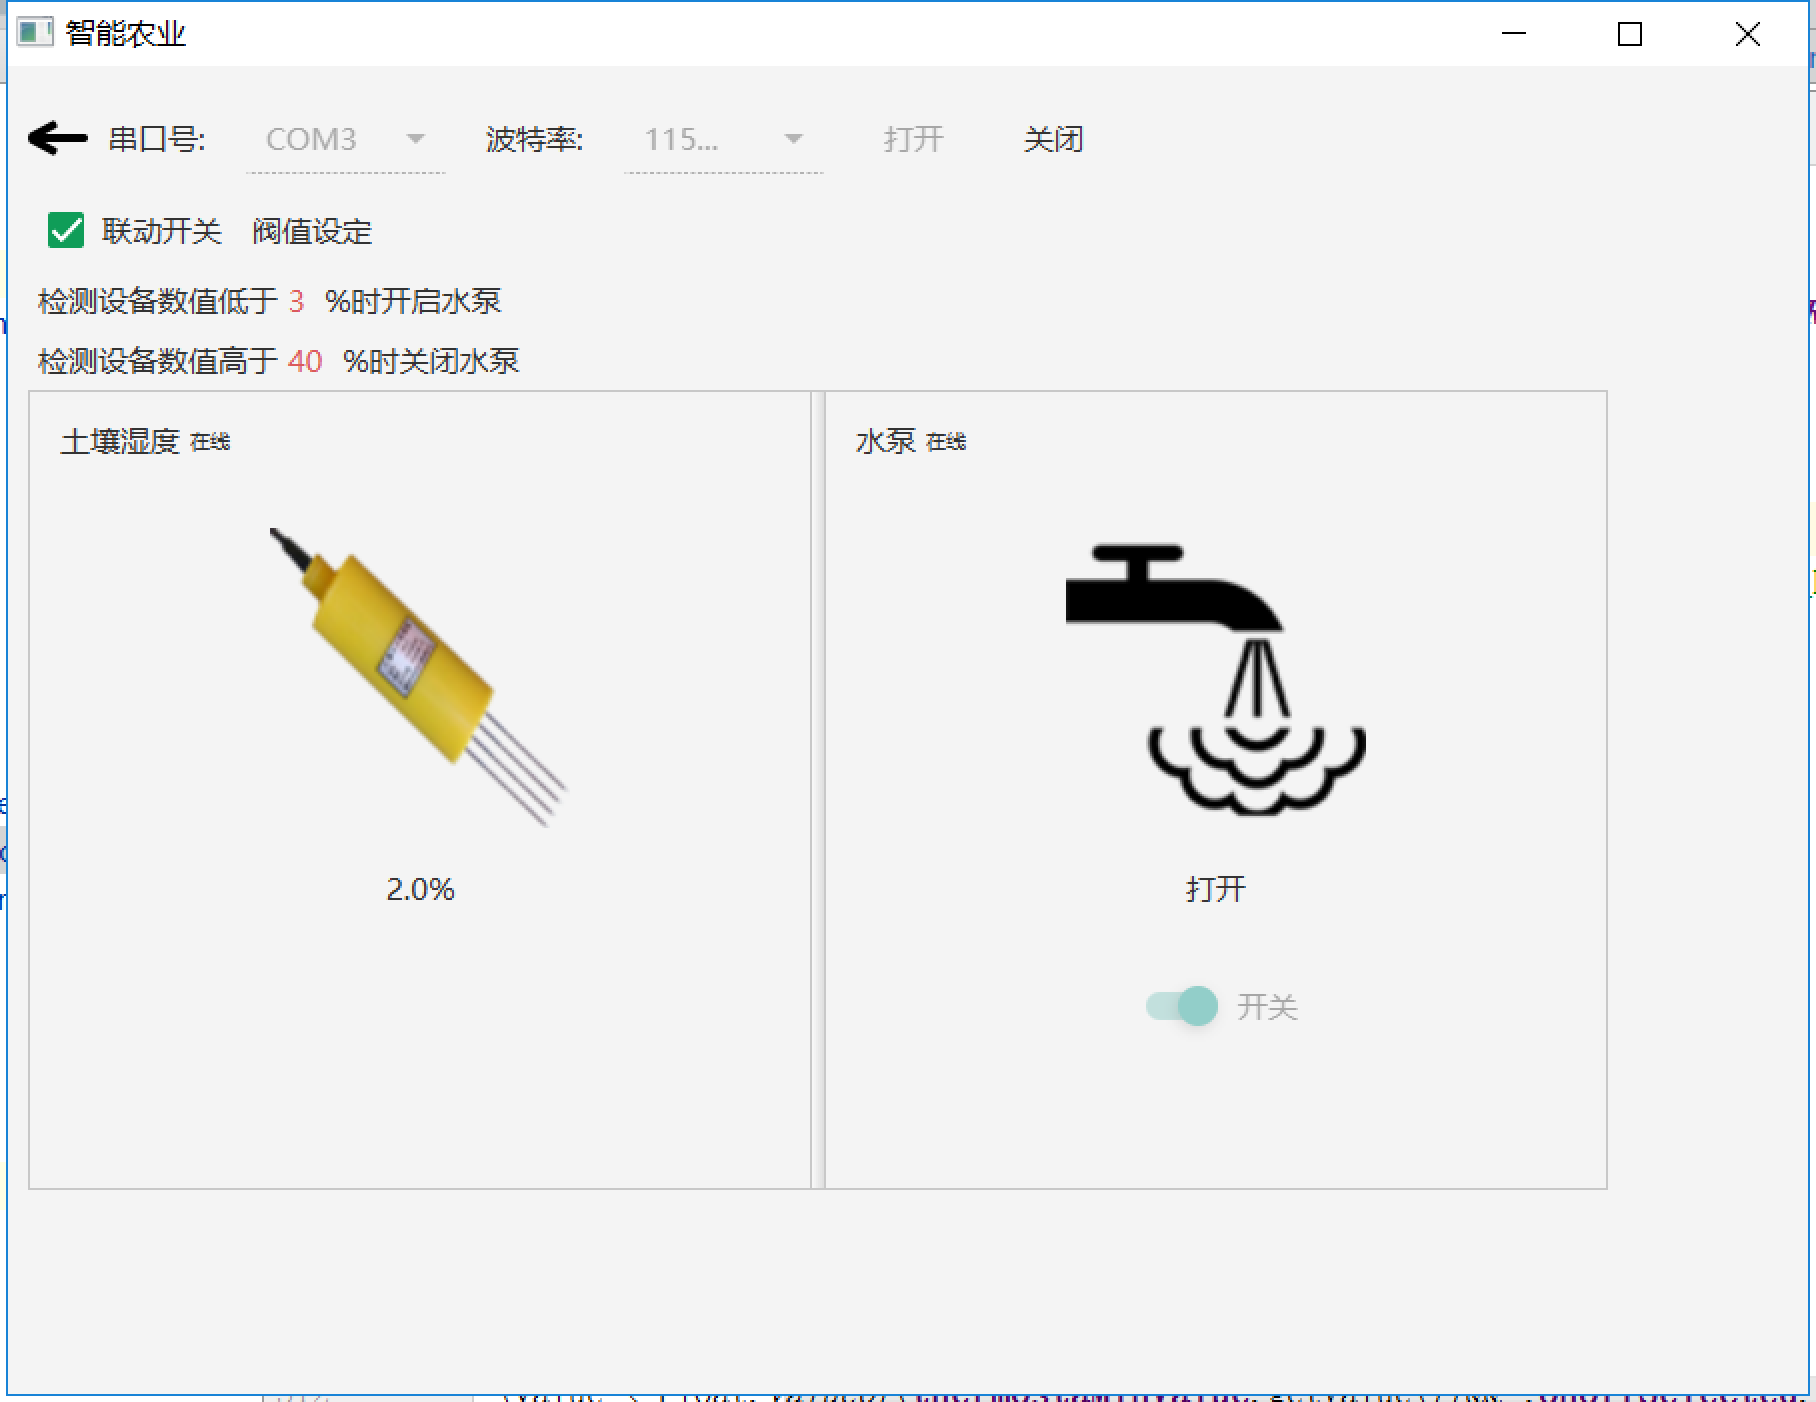 智能农业
串口号: COM3 波特率: 115... 打开 关闭
联动开关 阀值设定
检测设备数值低于 3 %时开启水泵
检测设备数值高于 40 %时关闭水泵
土壤湿度 在线
水泵 在线
2.0%
打开
开关